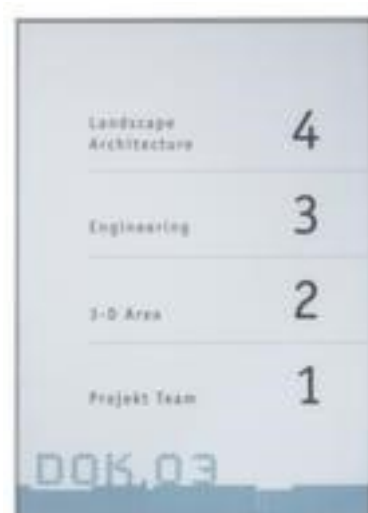 Landscape
Architecture 4
Engineering 3
3-D Area 2
Projekt Team 1
DOK.03